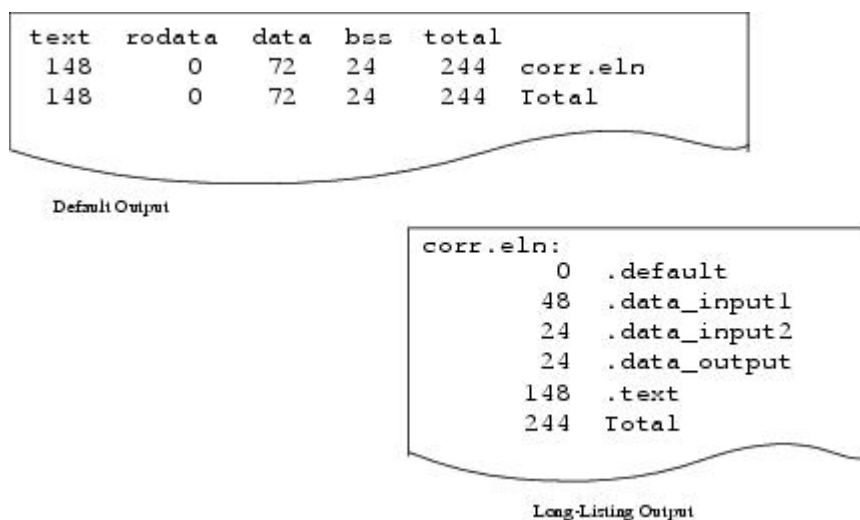 text rodata data bss total
148 0 72 24 244 corr.eln
148 0 72 24 244 Total
Default Output
corr.eln:
0 .default
48 .data_input1
24 .data_input2
24 .data_output
148 .text
244 Total
Long-Listing Output